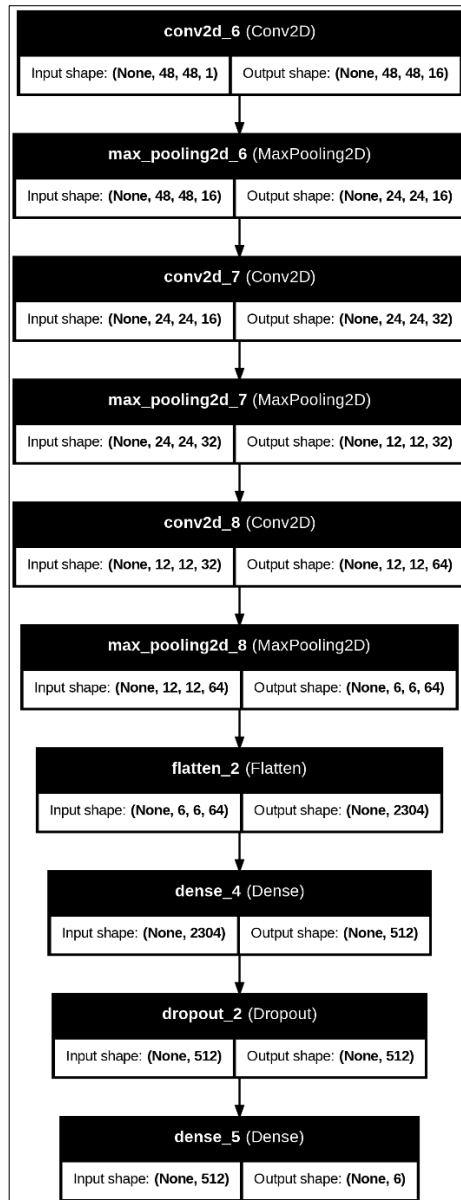 conv2d_6 (Conv2D)
Input shape: (None, 48, 48, 1) Output shape: (None, 48, 48, 16)
max_pooling2d_6 (MaxPooling2D)
Input shape: (None, 48, 48, 16) Output shape: (None, 24, 24, 16)
conv2d_7 (Conv2D)
Input shape: (None, 24, 24, 16) Output shape: (None, 24, 24, 32)
max_pooling2d_7 (MaxPooling2D)
Input shape: (None, 24, 24, 32) Output shape: (None, 12, 12, 32)
conv2d_8 (Conv2D)
Input shape: (None, 12, 12, 32) Output shape: (None, 12, 12, 64)
max_pooling2d_8 (MaxPooling2D)
Input shape: (None, 12, 12, 64) Output shape: (None, 6, 6, 64)
flatten_2 (Flatten)
Input shape: (None, 6, 6, 64) Output shape: (None, 2304)
dense_4 (Dense)
Input shape: (None, 2304) Output shape: (None, 512)
dropout_2 (Dropout)
Input shape: (None, 512) Output shape: (None, 512)
dense_5 (Dense)
Input shape: (None, 512) Output shape: (None, 6)